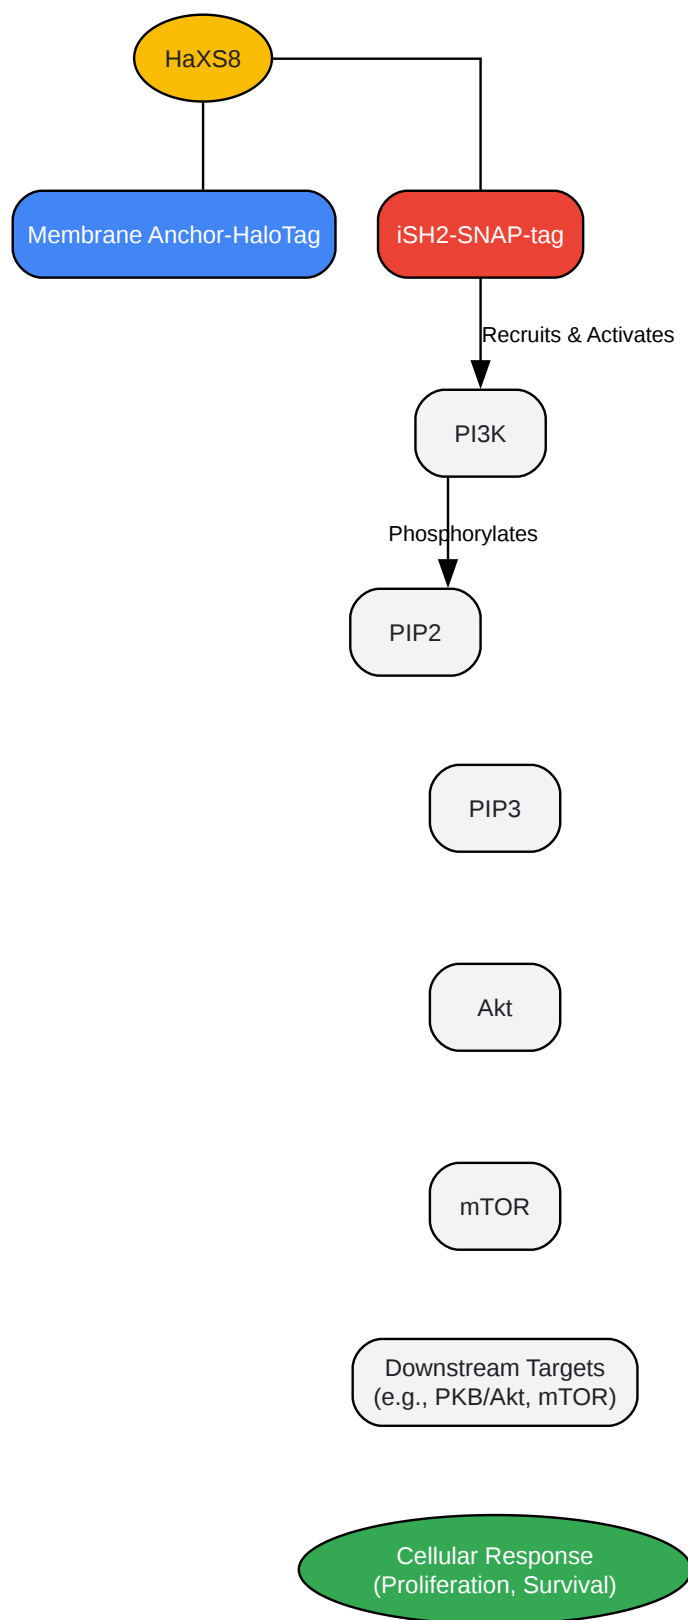 HaXS8
Membrane Anchor-HaloTag
iSH2-SNAP-tag
Recruits & Activates
PI3K
Phosphorylates
PIP2
PIP3
Akt
mTOR
Downstream Targets
(e.g., PKB/Akt, mTOR)
Cellular Response
(Proliferation, Survival)